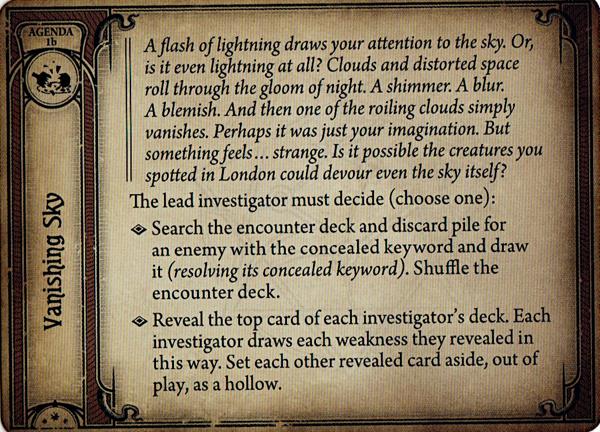 AGENDA
1b
Vanishing Sky
A flash of lightning draws your attention to the sky. Or,
is it even lightning at all? Clouds and distorted space
roll through the gloom of night. A shimmer. A blur.
A blemish. And then one of the roiling clouds simply
vanishes. Perhaps it was just your imagination. But
something feels… strange. Is it possible the creatures you
spotted in London could devour even the sky itself?
The lead investigator must decide (choose one):
Search the encounter deck and discard pile for
an enemy with the concealed keyword and draw
it (resolving its concealed keyword). Shuffle the
encounter deck.
Reveal the top card of each investigator's deck. Each
investigator draws each weakness they revealed in
this way. Set each other revealed card aside, out of
play, as a hollow.